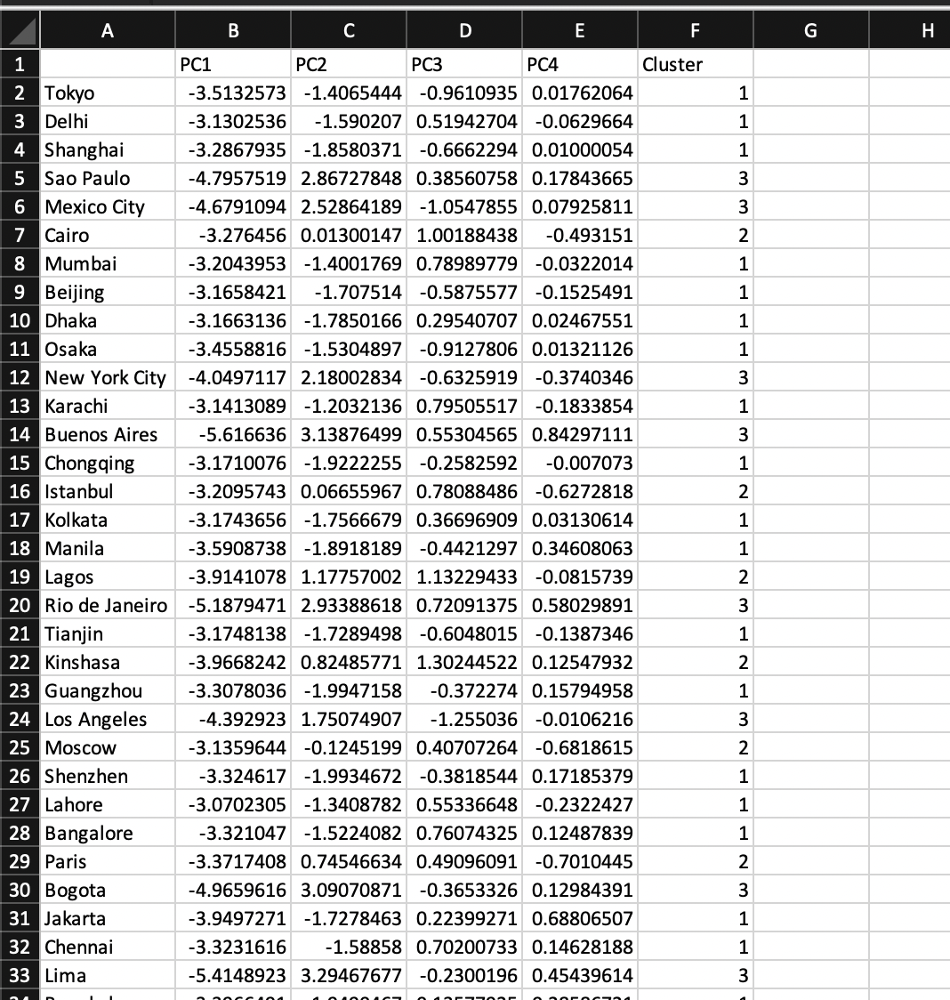 A B C D E F G H
1 PC1 PC2 PC3 PC4 Cluster
2 Tokyo -3.5132573 -1.4065444 -0.9610935 0.01762064 1
3 Delhi -3.1302536 -1.590207 0.51942704 -0.0629664 1
4 Shanghai -3.2867935 -1.8580371 -0.6662294 0.01000054 1
5 Sao Paulo -4.7957519 2.86727848 0.38560758 0.17843665 3
6 Mexico City -4.6791094 2.52864189 -1.0547855 0.07925811 3
7 Cairo -3.276456 0.01300147 1.00188438 -0.493151 2
8 Mumbai -3.2043953 -1.4001769 0.78989779 -0.0322014 1
9 Beijing -3.1658421 -1.707514 -0.5875577 -0.1525491 1
10 Dhaka -3.1663136 -1.7850166 0.29540707 0.02467551 1
11 Osaka -3.4558816 -1.5304897 -0.9127806 0.01321126 1
12 New York City -4.0497117 2.18002834 -0.6325919 -0.3740346 3
13 Karachi -3.1413089 -1.2032136 0.79505517 -0.1833854 1
14 Buenos Aires -5.616636 3.13876499 0.55304565 0.84297111 3
15 Chongqing -3.1710076 -1.9222255 -0.2582592 -0.007073 1
16 Istanbul -3.2095743 0.06655967 0.78088486 -0.6272818 2
17 Kolkata -3.1743656 -1.7566679 0.36696909 0.03130614 1
18 Manila -3.5908738 -1.8918189 -0.4421297 0.34608063 1
19 Lagos -3.9141078 1.17757002 1.13229433 -0.0815739 2
20 Rio de Janeiro -5.1879471 2.93388618 0.72091375 0.58029891 3
21 Tianjin -3.1748138 -1.7289498 -0.6048015 -0.1387346 1
22 Kinshasa -3.9668242 0.82485771 1.30244522 0.12547932 2
23 Guangzhou -3.3078036 -1.9947158 -0.372274 0.15794958 1
24 Los Angeles -4.392923 1.75074907 -1.255036 -0.0106216 3
25 Moscow -3.1359644 -0.1245199 0.40707264 -0.6818615 2
26 Shenzhen -3.324617 -1.9934672 -0.3818544 0.17185379 1
27 Lahore -3.0702305 -1.3408782 0.55336648 -0.2322427 1
28 Bangalore -3.321047 -1.5224082 0.76074325 0.12487839 1
29 Paris -3.3717408 0.74546634 0.49096091 -0.7010445 2
30 Bogota -4.9659616 3.09070871 -0.3653326 0.12984391 3
31 Jakarta -3.9497271 -1.7278463 0.22399271 0.68806507 1
32 Chennai -3.3231616 -1.58858 0.70200733 0.14628188 1
33 Lima -5.4148923 3.29467677 -0.2300196 0.45439614 3